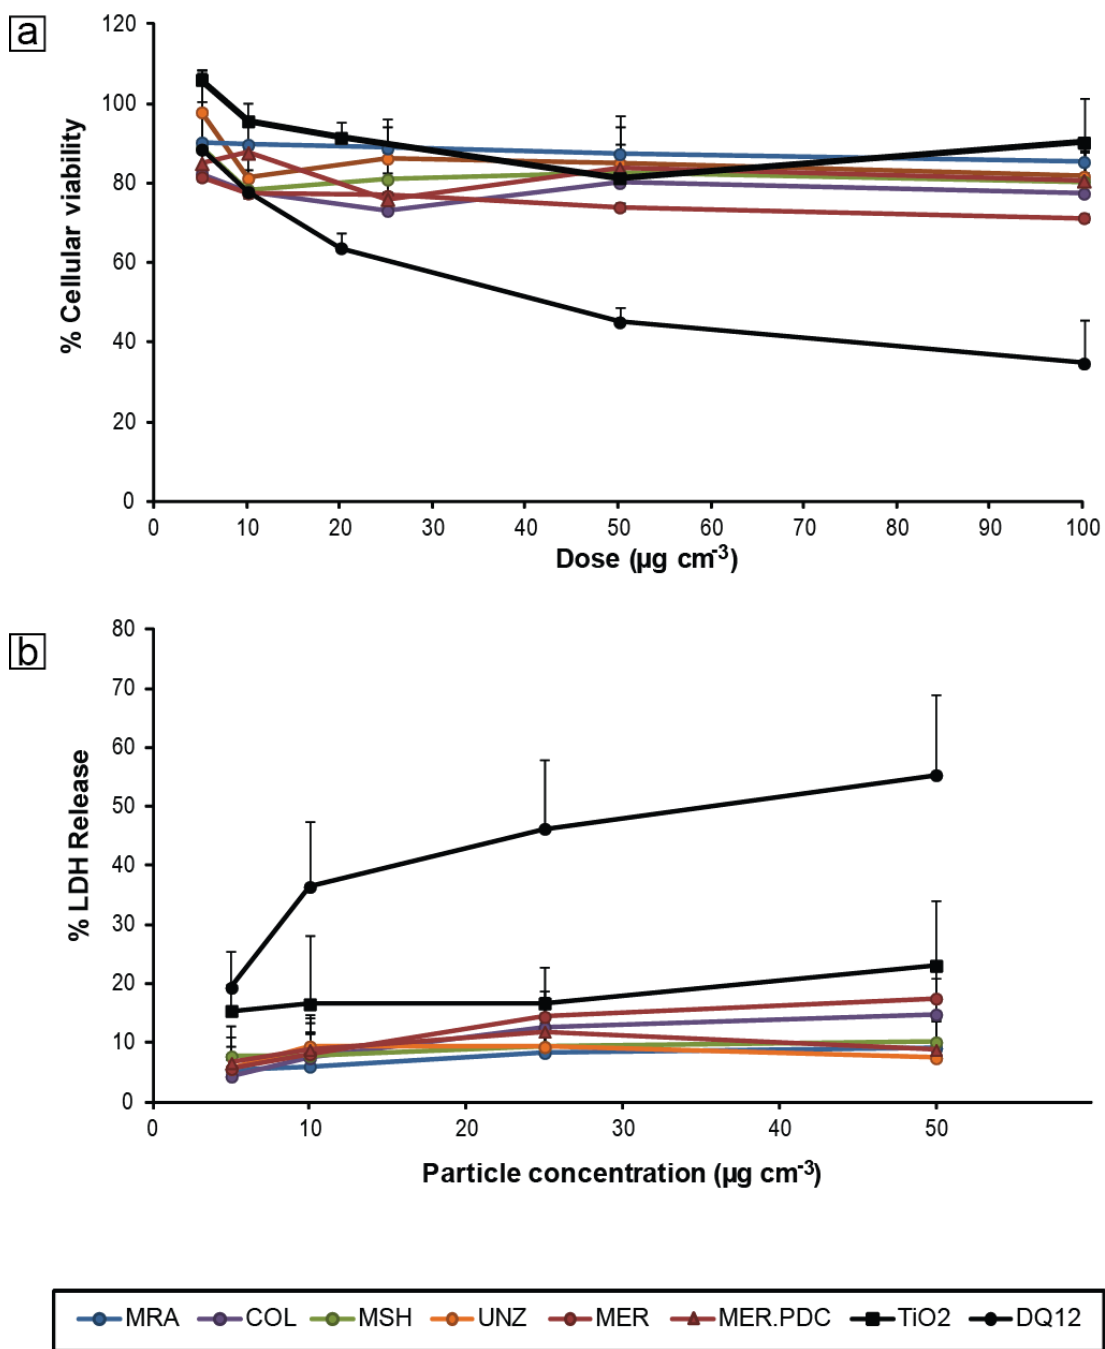 a
120
100
80
60
40
20
0
% Cellular viability
0 10 20 30 40 50 60 70 80 90 100
Dose (µg cm⁻³)
b
80
70
60
50
40
30
20
10
0
% LDH Release
0 10 20 30 40 50
Particle concentration (µg cm⁻³)
MRA COL MSH UNZ MER MER.PDC TiO2 DQ12